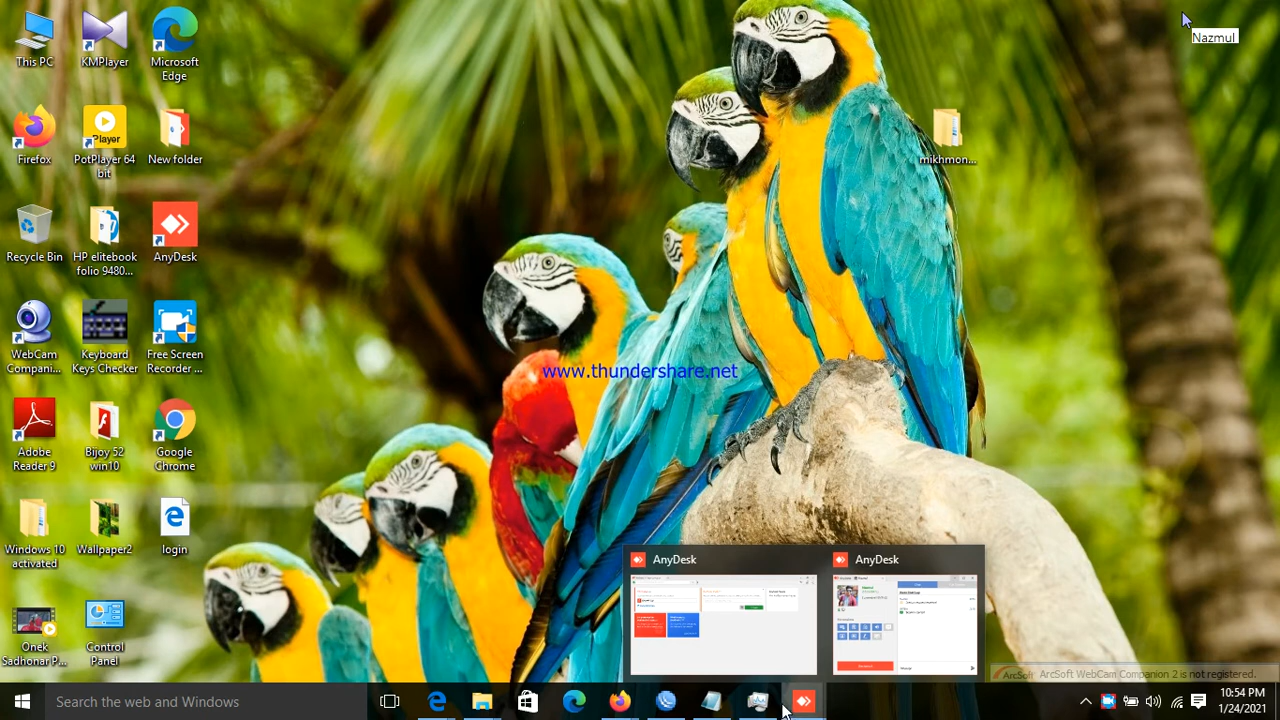 This PC
KMPlayer
Microsoft
Edge
Nazmul
Firefox
Player
PotPlayer 64
bit
New folder
mikhmon...
Recycle Bin
HP elitebook
folio 9480...
AnyDesk
WebCam
Compani...
Keyboard
Keys Checker
Free Screen
Recorder ...
www.thundershare.net
Adobe
Reader 9
Bijoy 52
win10
Google
Chrome
Windows 10
activated
Wallpaper2
login
Onek
Sadhonar P...
Control
Panel
AnyDesk
AnyDesk
ArcSoft
ArcSoft WebCam Companion 2 is not registered.
Search the web and Windows
10:54 PM
1/24/2021